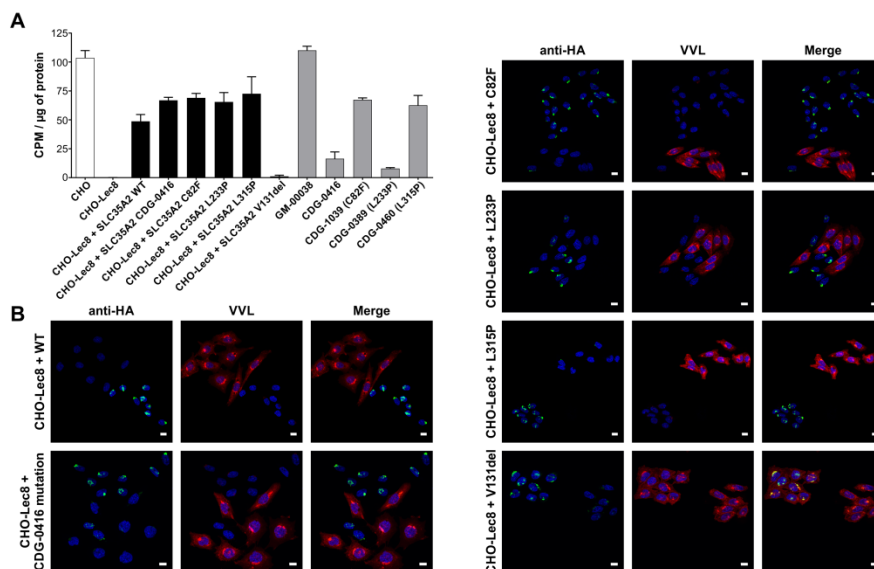 A
CPM / µg of protein
125
100
75
50
25
0
CHO
CHO-Lec8
CHO-Lec8 + SLC35A2 WT
CHO-Lec8 + SLC35A2 CDG-0416
CHO-Lec8 + SLC35A2 C82F
CHO-Lec8 + SLC35A2 L233P
CHO-Lec8 + SLC35A2 L315P
CHO-Lec8 + SLC35A2 V131del
GM-00038
CDG-0416
CDG-1039 (C82F)
CDG-0389 (L233P)
CDG-0460 (L315P)
B
anti-HA VVL Merge
CHO-Lec8 + WT
CHO-Lec8 +
CDG-0416 mutation
anti-HA VVL Merge
CHO-Lec8 + C82F
CHO-Lec8 + L233P
CHO-Lec8 + L315P
CHO-Lec8 + V131del